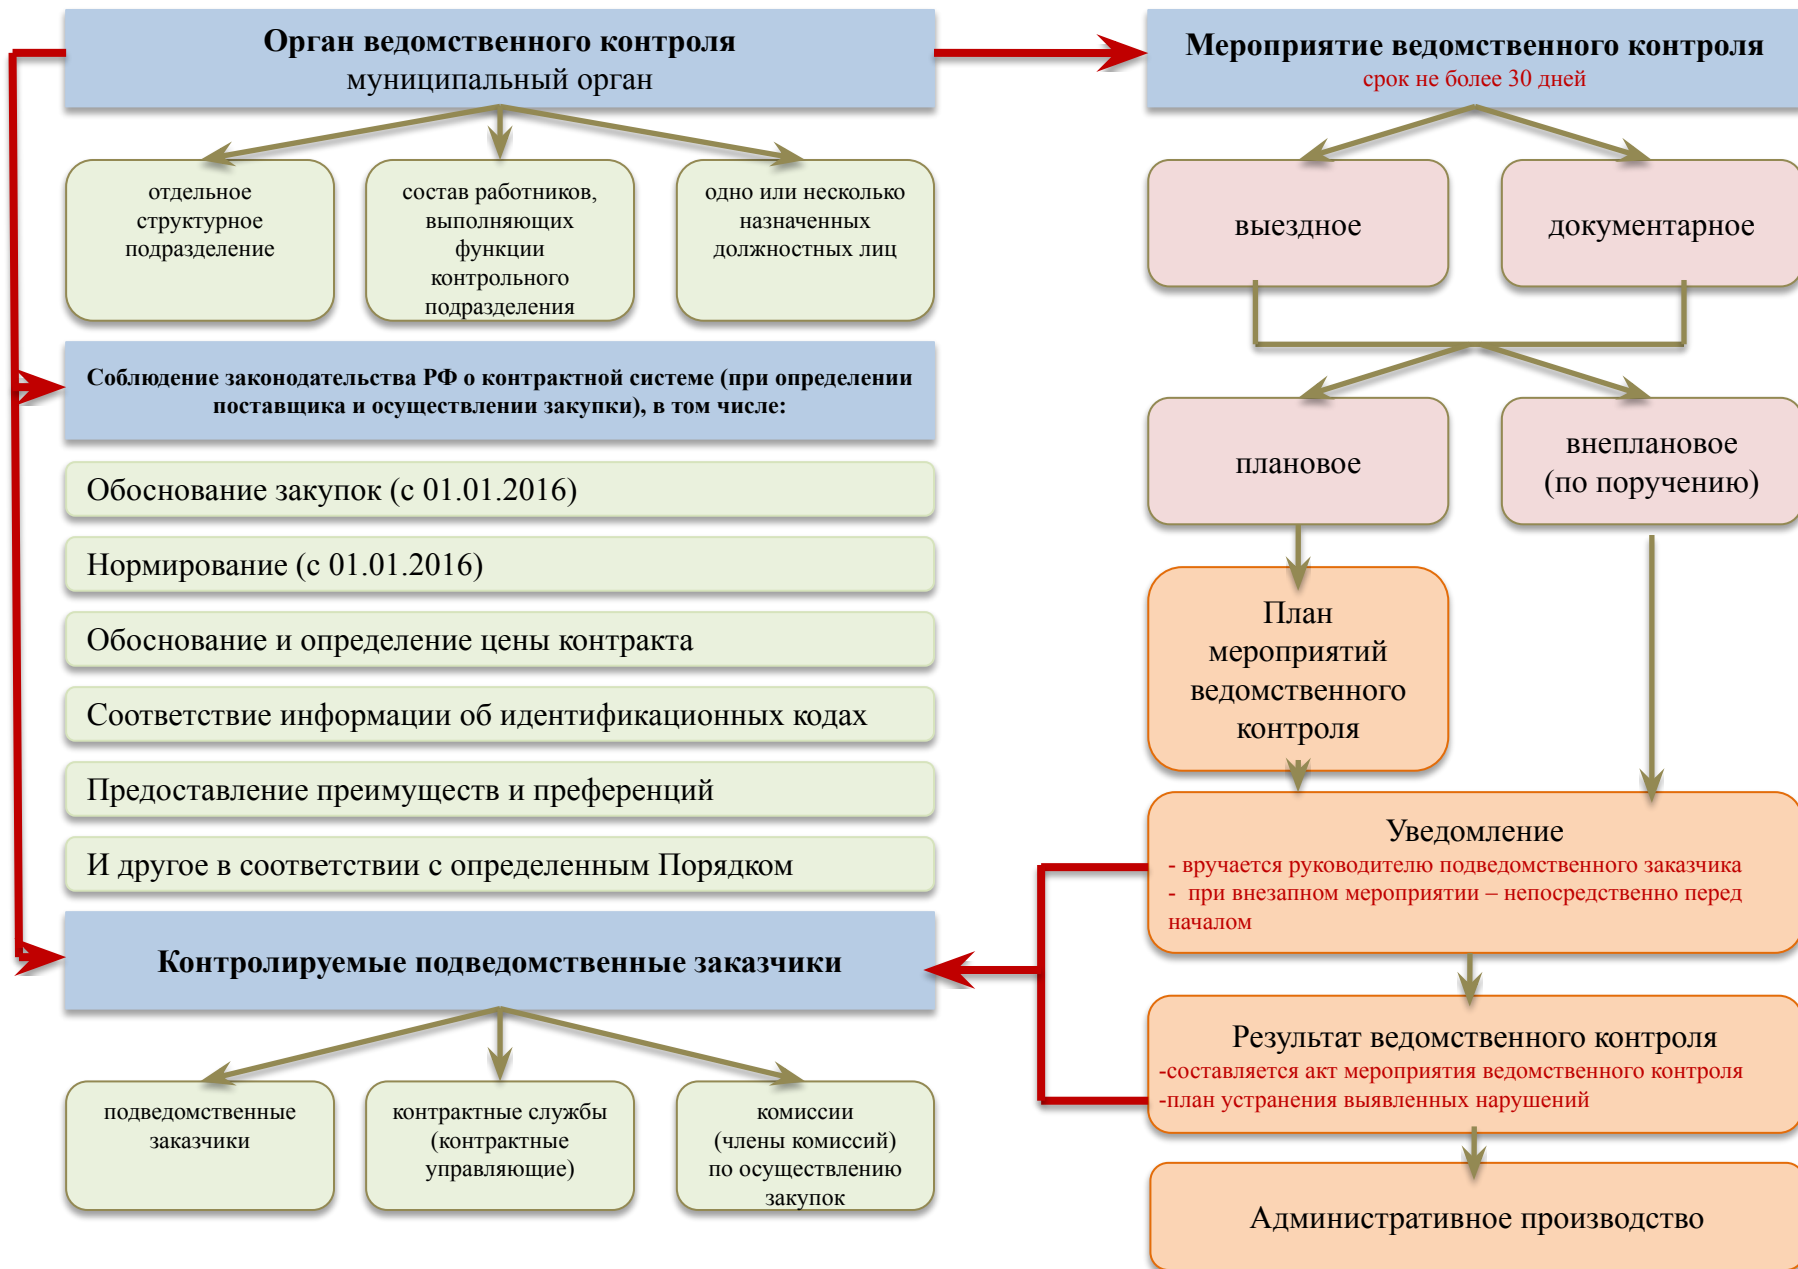 Орган ведомственного контроля
муниципальный орган
отдельное
структурное
подразделение
состав работников,
выполняющих
функции
контрольного
подразделения
одно или несколько
назначенных
должностных лиц
Соблюдение законодательства РФ о контрактной системе (при определении
поставщика и осуществлении закупки), в том числе:
Обоснование закупок (с 01.01.2016)
Нормирование (с 01.01.2016)
Обоснование и определение цены контракта
Соответствие информации об идентификационных кодах
Предоставление преимуществ и преференций
И другое в соответствии с определенным Порядком
Контролируемые подведомственные заказчики
подведомственные
заказчики
контрактные службы
(контрактные
управляющие)
комиссии
(члены комиссий)
по осуществлению
закупок
Мероприятие ведомственного контроля
срок не более 30 дней
выездное
документарное
плановое
внеплановое
(по поручению)
План
мероприятий
ведомственного
контроля
Уведомление
- вручается руководителю подведомственного заказчика
- при внезапном мероприятии – непосредственно перед
началом
Результат ведомственного контроля
-составляется акт мероприятия ведомственного контроля
-план устранения выявленных нарушений
Административное производство